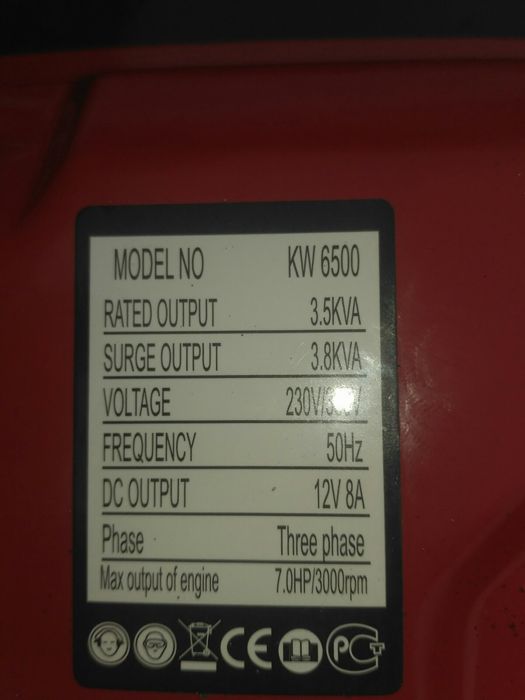 MODEL NO KW 6500
RATED OUTPUT 3.5KVA
SURGE OUTPUT 3.8KVA
VOLTAGE 230V/
FREQUENCY 50Hz
DC OUTPUT 12V 8A
Phase Three phase
Max output of engine 7.0HP/3000rpm
CE